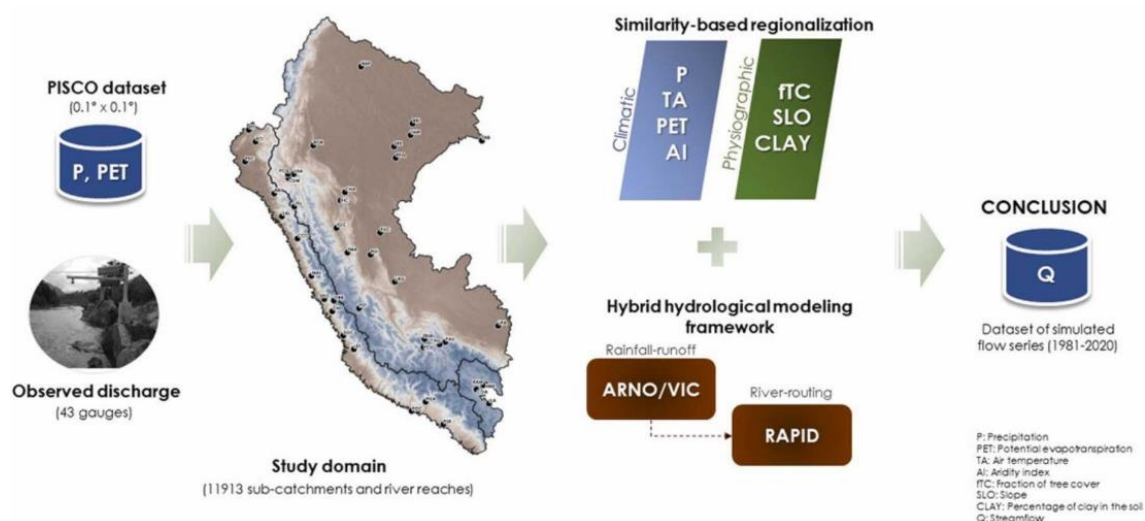 PISCO dataset
(0.1° x 0.1°)
P, PET
Observed discharge
(43 gauges)
Study domain
(11913 sub-catchments and river reaches)
Similarity-based regionalization
Climatic
P
TA
PET
AI
Physiographic
fTC
SLO
CLAY
Hybrid hydrological modeling
framework
Rainfall-runoff
ARNO/VIC
River-routing
RAPID
CONCLUSION
Q
Dataset of simulated
flow series (1981-2020)
P: Precipitation
PET: Potential evapotranspiration
TA: Air temperature
AI: Aridity index
fTC: Fraction of tree cover
SLO: Slope
CLAY: Percentage of clay in the soil
Q: Streamflow